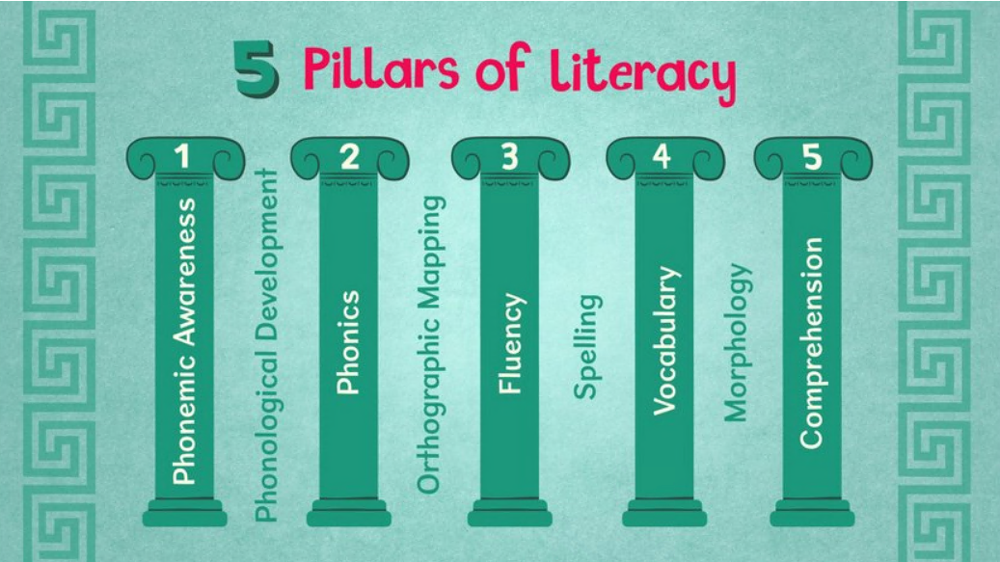 5 Pillars of Literacy
1
Phonemic Awareness
Phonological Development
2
Phonics
Orthographic Mapping
3
Fluency
Spelling
4
Vocabulary
Morphology
5
Comprehension